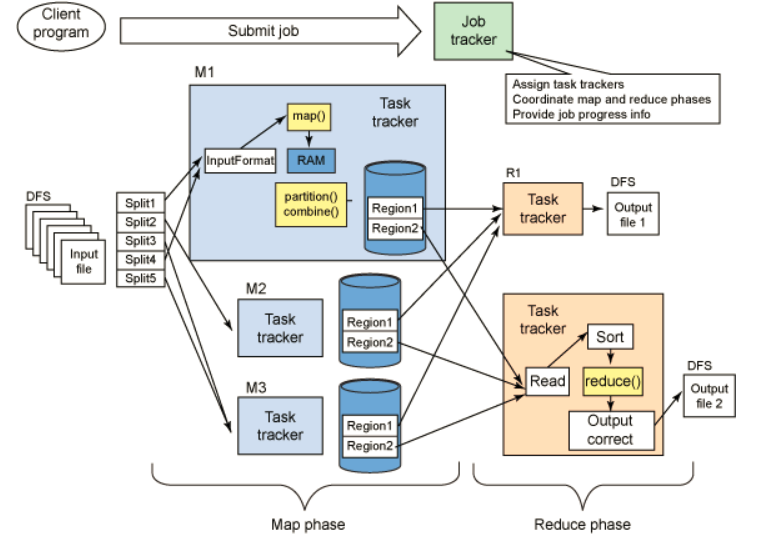 Client
program
Submit job
Job
tracker
Assign task trackers
Coordinate map and reduce phases
Provide job progress info
M1
Task
tracker
map()
InputFormat
RAM
partition()
combine()
Region1
Region2
DFS
Input
file
Split1
Split2
Split3
Split4
Split5
M2
Task
tracker
Region1
Region2
M3
Task
tracker
Region1
Region2
R1
Task
tracker
DFS
Output
file 1
Task
tracker
Sort
Read
reduce()
Output
correct
DFS
Output
file 2
Map phase
Reduce phase